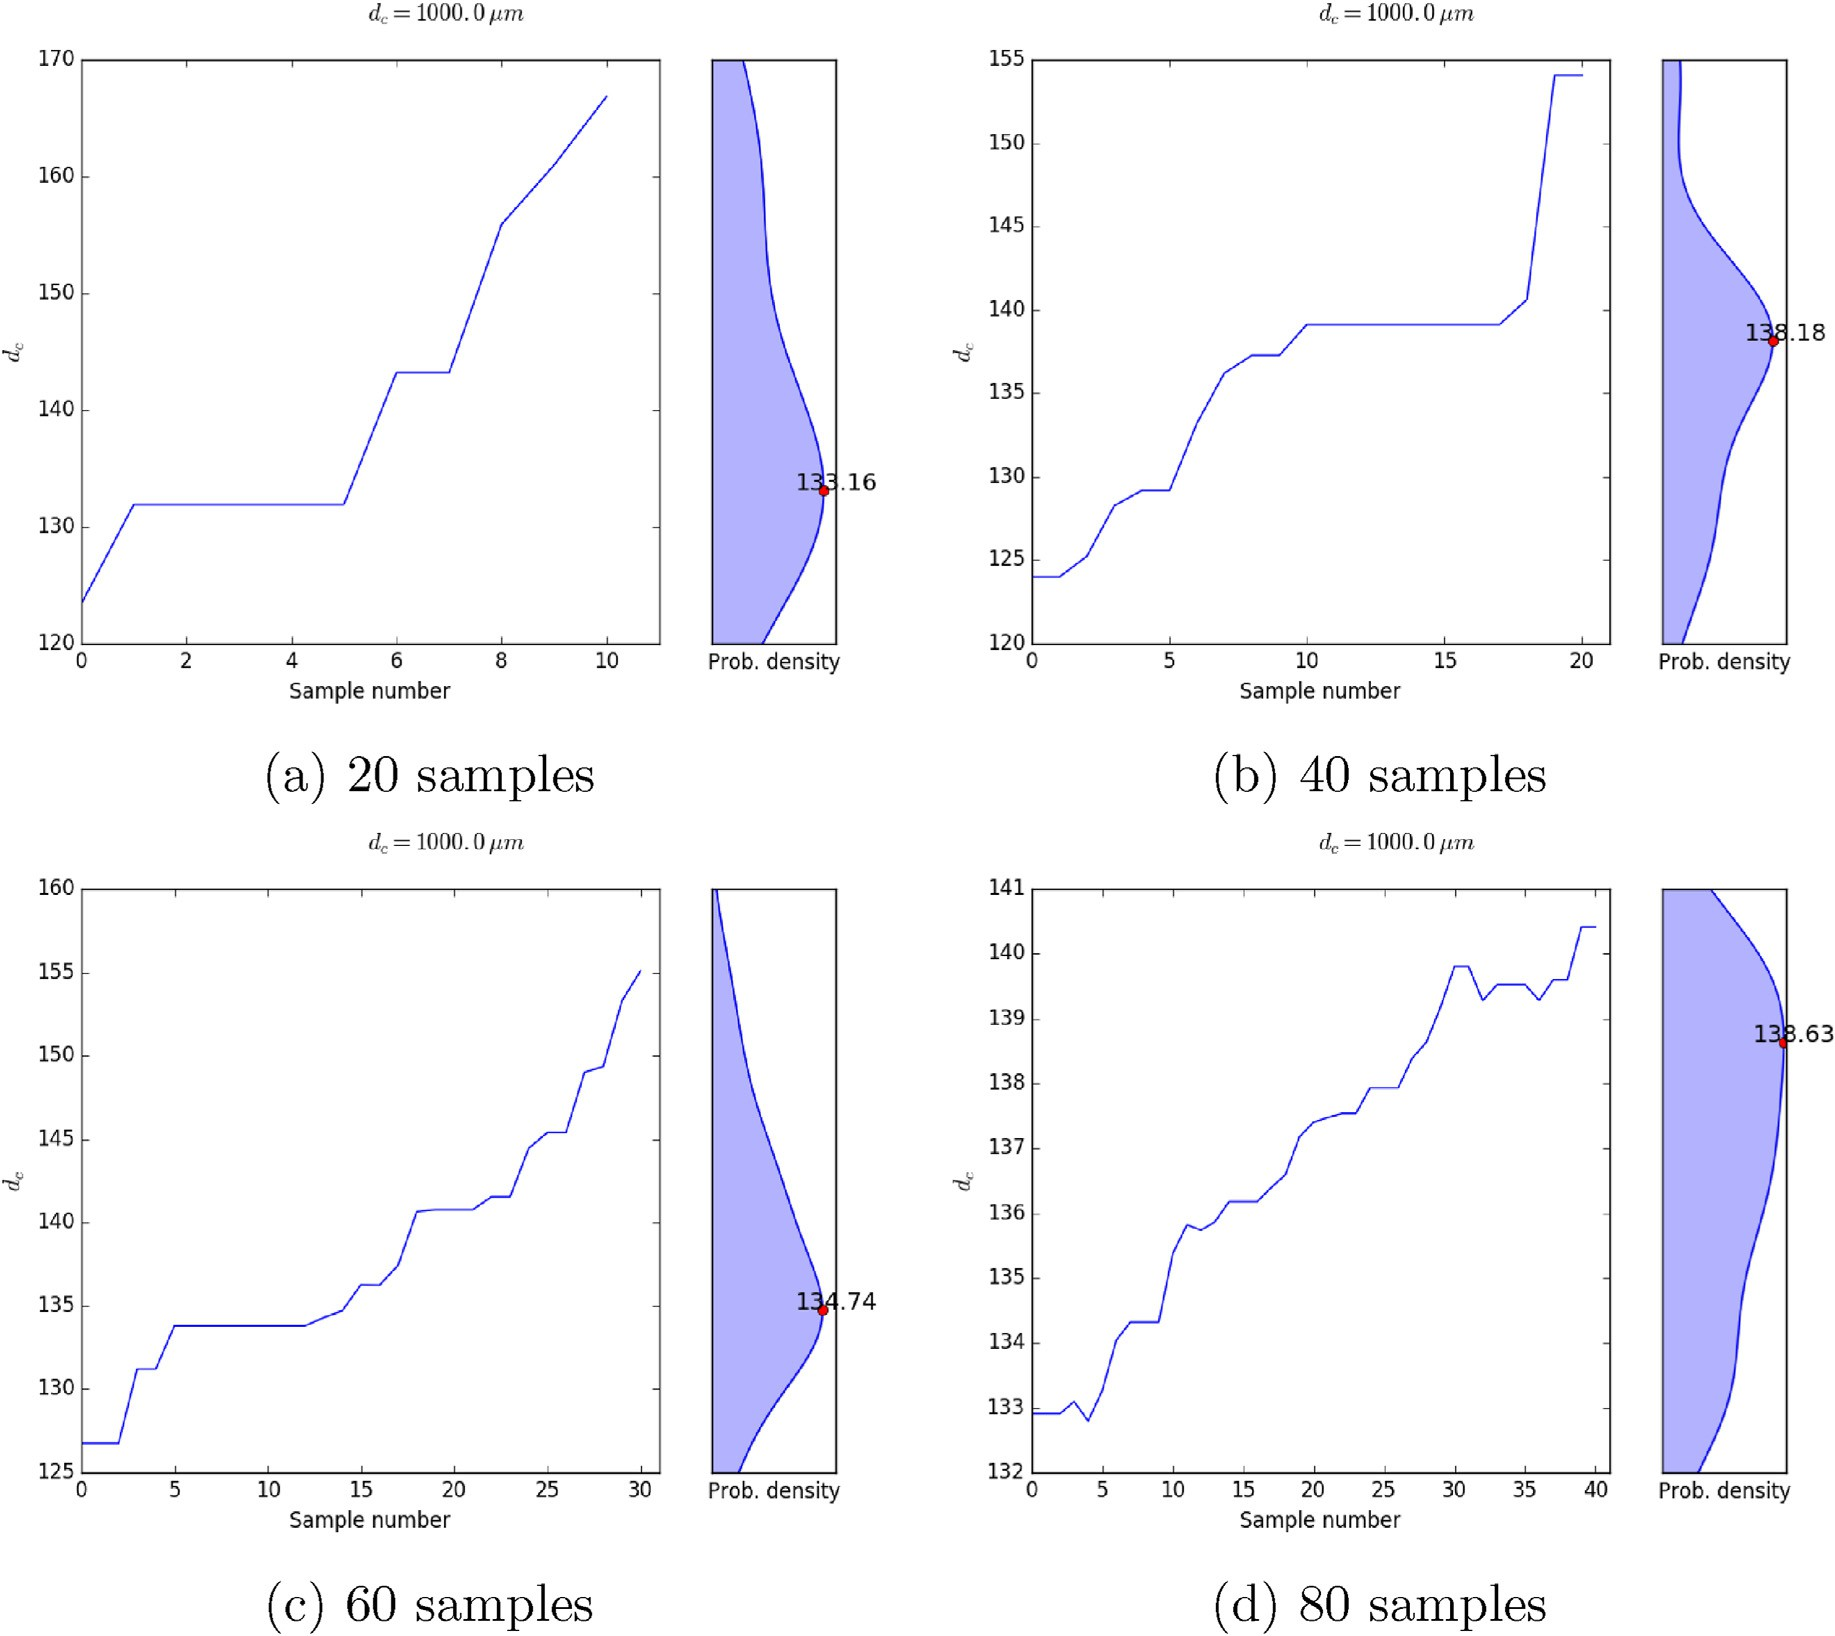 d_c = 1000.0 μm
170
160
150
140
130
120
d_c
0 2 4 6 8 10
Sample number
133.16
Prob. density
(a) 20 samples
d_c = 1000.0 μm
155
150
145
140
135
130
125
120
d_c
0 5 10 15 20
Sample number
138.18
Prob. density
(b) 40 samples
d_c = 1000.0 μm
160
155
150
145
140
135
130
125
d_c
0 5 10 15 20 25 30
Sample number
134.74
Prob. density
(c) 60 samples
d_c = 1000.0 μm
141
140
139
138
137
136
135
134
133
132
d_c
0 5 10 15 20 25 30 35 40
Sample number
138.63
Prob. density
(d) 80 samples